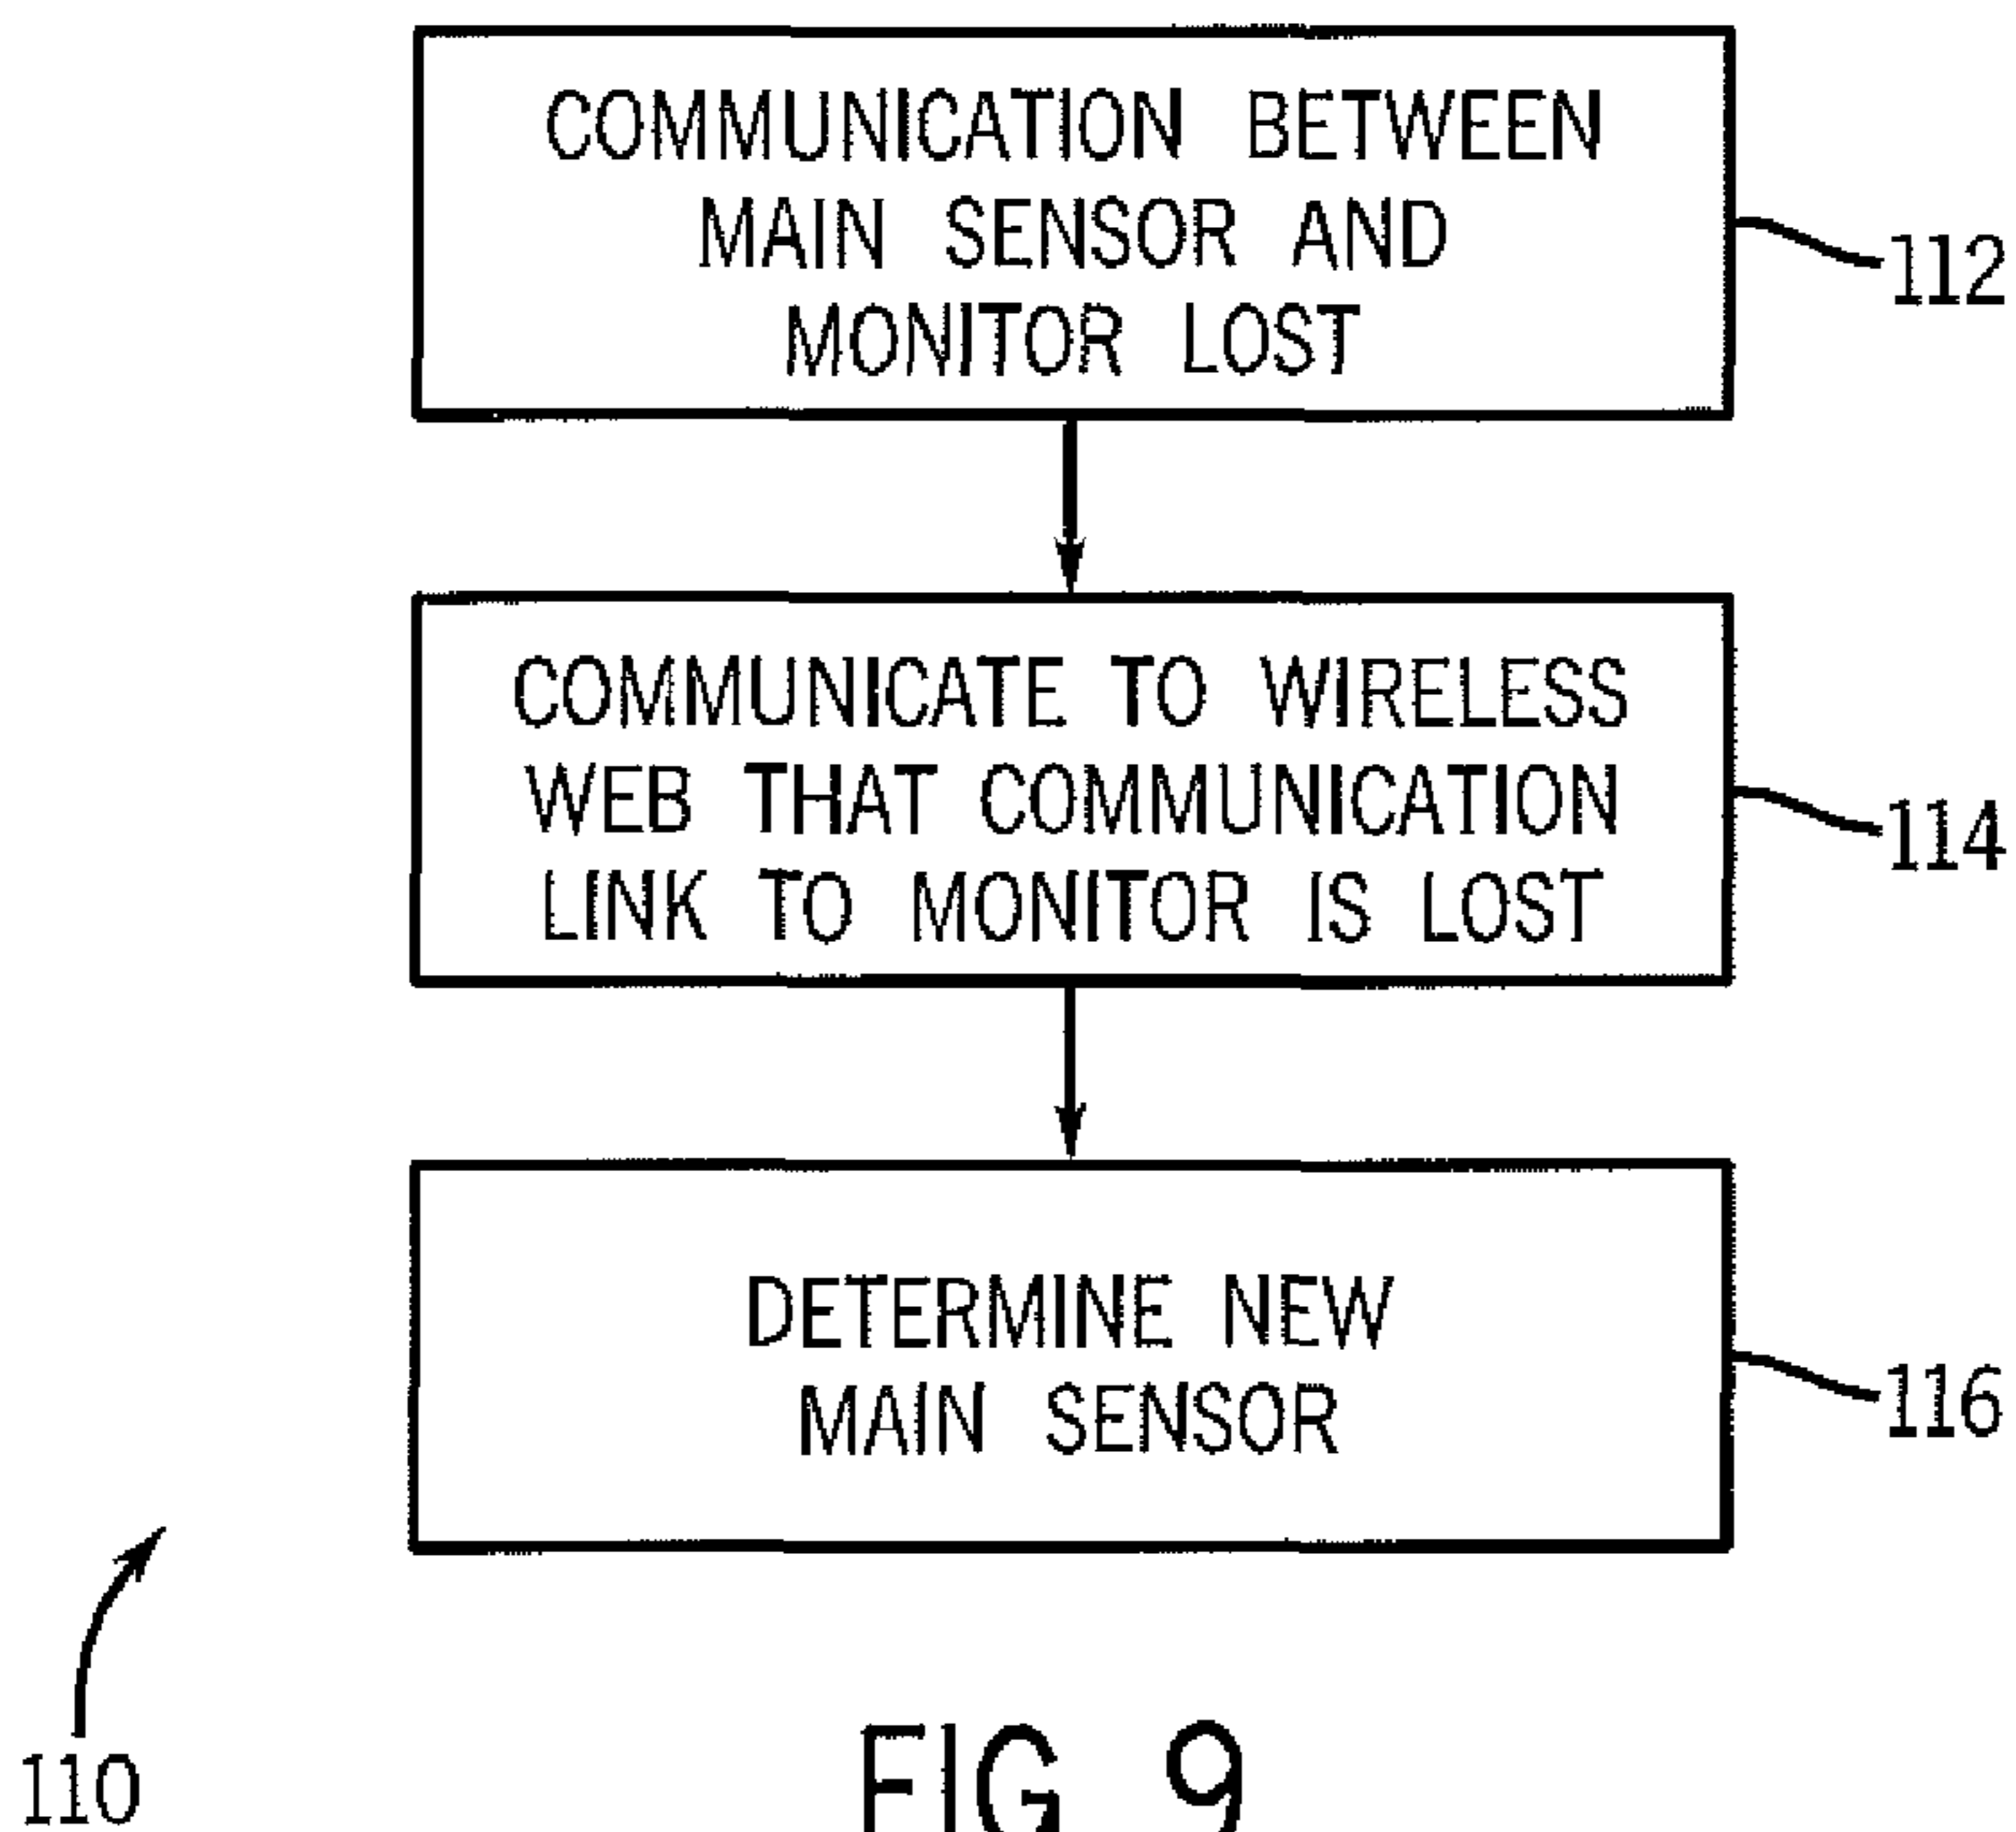 COMMUNICATION BETWEEN
MAIN SENSOR AND
MONITOR LOST
112
COMMUNICATE TO WIRELESS
WEB THAT COMMUNICATION
LINK TO MONITOR IS LOST
114
DETERMINE NEW
MAIN SENSOR
116
110
FIG 9